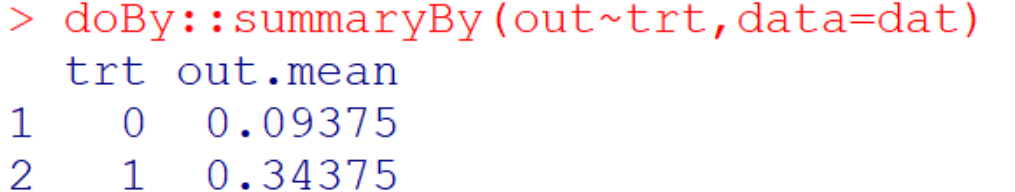 > doBy::summaryBy(out~trt,data=dat)
  trt out.mean
1   0  0.09375
2   1  0.34375